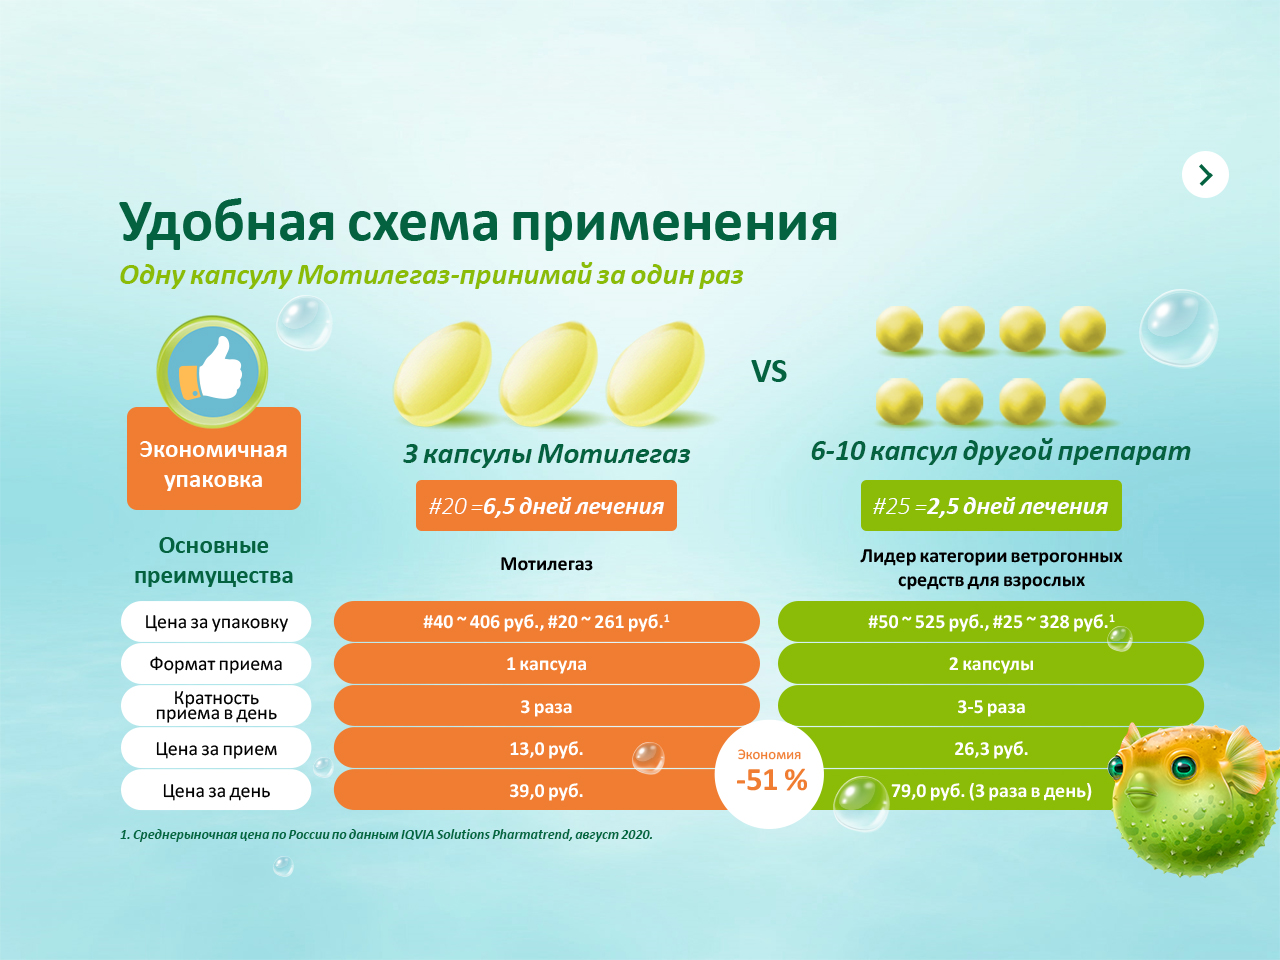 Удобная схема применения
Одну капсулу Мотилегаз-принимай за один раз
VS
Экономичная
упаковка
3 капсулы Мотилегаз
6-10 капсул другой препарат
#20 =6,5 дней лечения
#25 =2,5 дней лечения
Основные
преимущества
Мотилегаз
Лидер категории ветрогонных
средств для взрослых
Цена за упаковку
#40 ~ 406 руб., #20 ~ 261 руб.¹
#50 ~ 525 руб., #25 ~ 328 руб.¹
Формат приема
1 капсула
2 капсулы
Кратность
приема в день
3 раза
3-5 раза
Цена за прием
13,0 руб.
26,3 руб.
Экономия
-51 %
Цена за день
39,0 руб.
79,0 руб. (3 раза в день)
1. Среднерыночная цена по России по данным IQVIA Solutions Pharmatrend, август 2020.